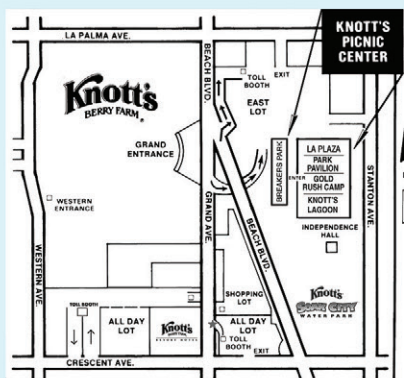 LA PALMA AVE.
KNOTT'S
PICNIC
CENTER
BEACH BLVD.
TOLL
BOOTH
EXIT
EAST
LOT
Knott's
BERRY FARM®
GRAND
ENTRANCE
BREAKERS PARK
ENTER
LA PLAZA
PARK
PAVILION
GOLD
RUSH CAMP
KNOTT'S
LAGOON
STANTON AVE.
WESTERN
ENTRANCE
GRAND AVE.
BEACH BLVD.
INDEPENDENCE
HALL
WESTERN AVE.
SHOPPING
LOT
Knott's
SOAK CITY
WATER PARK
TOLL BOOTH
ALL DAY
LOT
Knott's
ALL DAY
LOT
TOLL
BOOTH
EXIT
CRESCENT AVE.